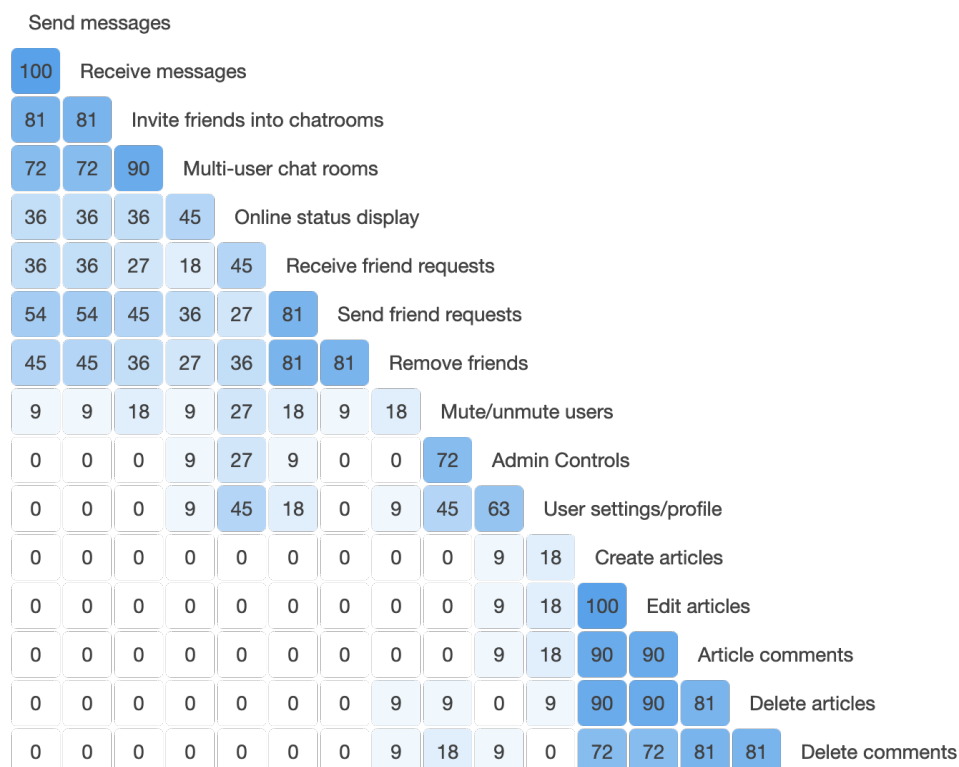 Send messages
100 Receive messages
81 81 Invite friends into chatrooms
72 72 90 Multi-user chat rooms
36 36 36 45 Online status display
36 36 27 18 45 Receive friend requests
54 54 45 36 27 81 Send friend requests
45 45 36 27 36 81 81 Remove friends
9 9 18 9 27 18 9 18 Mute/unmute users
0 0 0 9 27 9 0 0 72 Admin Controls
0 0 0 9 45 18 0 9 45 63 User settings/profile
0 0 0 0 0 0 0 0 0 9 18 Create articles
0 0 0 0 0 0 0 0 0 9 18 100 Edit articles
0 0 0 0 0 0 0 0 0 9 18 90 90 Article comments
0 0 0 0 0 0 0 9 9 0 9 90 90 81 Delete articles
0 0 0 0 0 0 0 9 18 9 0 72 72 81 81 Delete comments